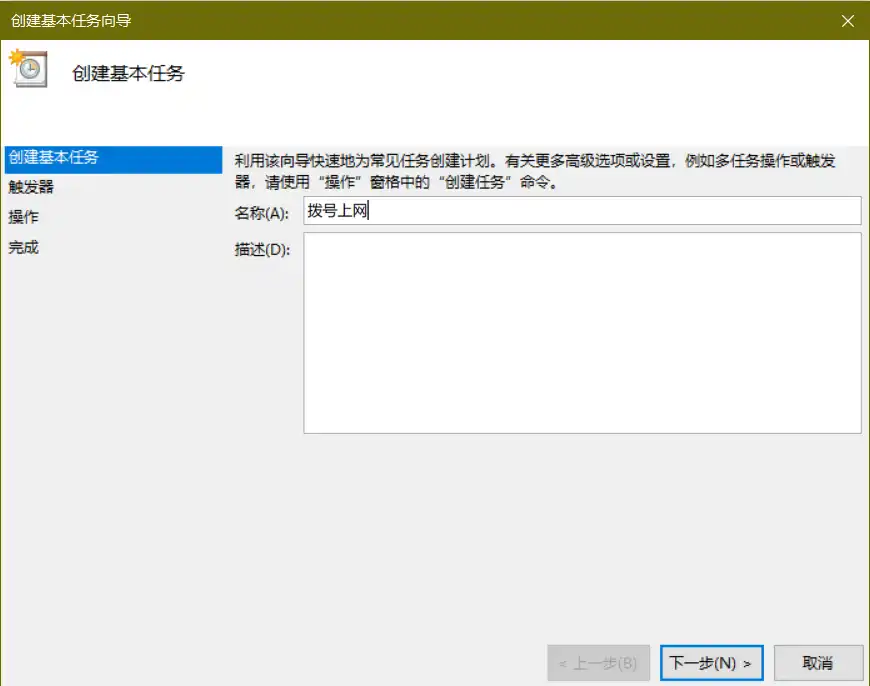 创建基本任务向导
创建基本任务
创建基本任务
触发器
操作
完成
利用该向导快速地为常见任务创建计划。有关更多高级选项或设置，例如多任务操作或触发
器，请使用“操作”窗格中的“创建任务”命令。
名称(A):
拨号上网
描述(D):
< 上一步(B)
下一步(N) >
取消